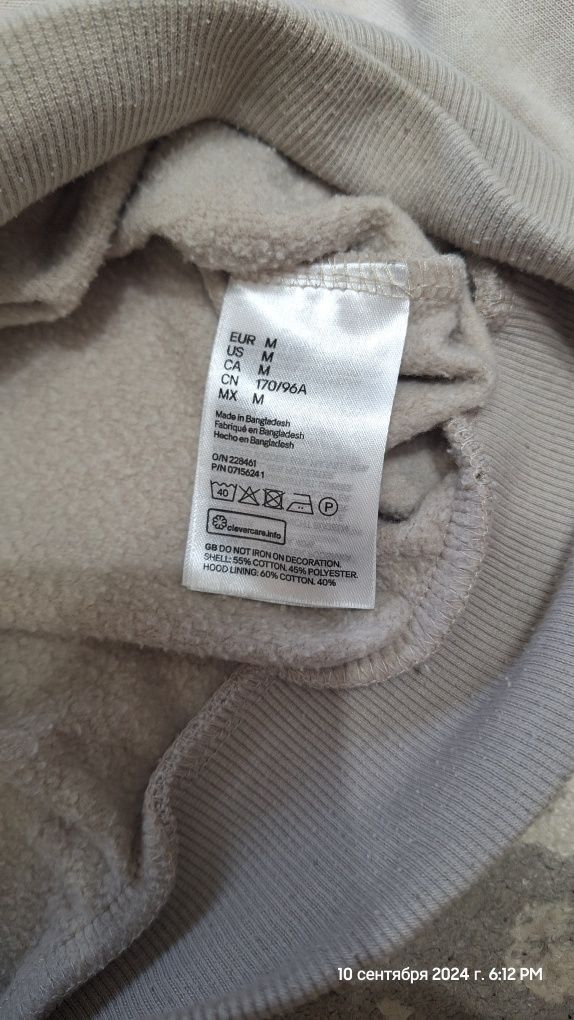 EUR M
US M
CA M
CN 170/96A
MX M
Made in Bangladesh
Fabriqué en Bangladesh
Hecho en Bangladesh
O/N 228461
P/N 07156241
40 P
clevercare.info
GB DO NOT IRON ON DECORATION.
SHELL: 55% COTTON. 45% POLYESTER.
HOOD LINING: 60% COTTON. 40%
10 сентября 2024 г. 6:12 PM